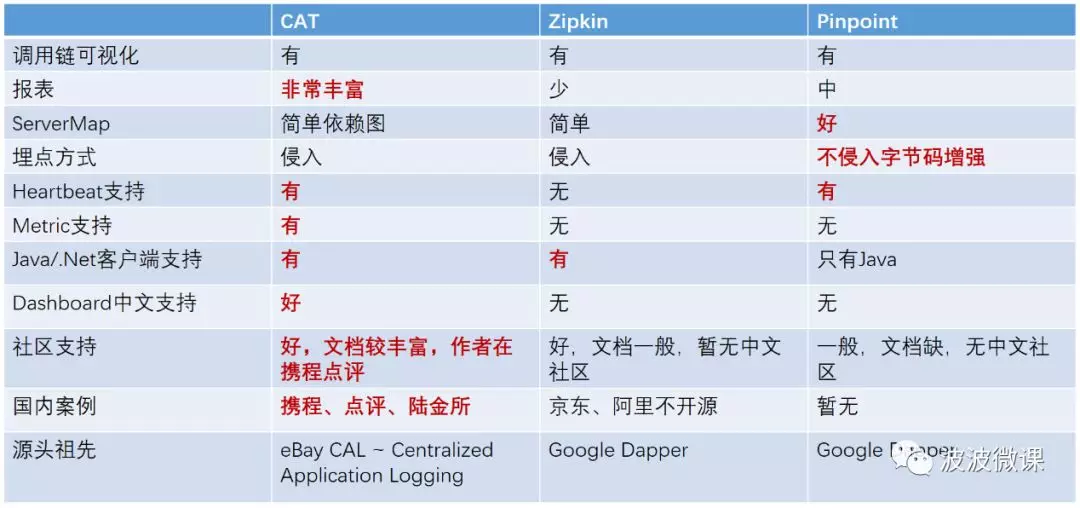 CAT Zipkin Pinpoint
调用链可视化 有 有 有
报表 非常丰富 少 中
ServerMap 简单依赖图 简单 好
埋点方式 侵入 侵入 不侵入字节码增强
Heartbeat支持 有 无 有
Metric支持 有 无 无
Java/.Net客户端支持 有 有 只有Java
Dashboard中文支持 好 无 无
社区支持 好，文档较丰富，作者在 好，文档一般，暂无中文 一般，文档缺，无中文社
携程点评 社区 区
国内案例 携程、点评、陆金所 京东、阿里不开源 暂无
源头祖先 eBay CAL ~ Centralized Google Dapper Google Dapper
Application Logging
波波微课